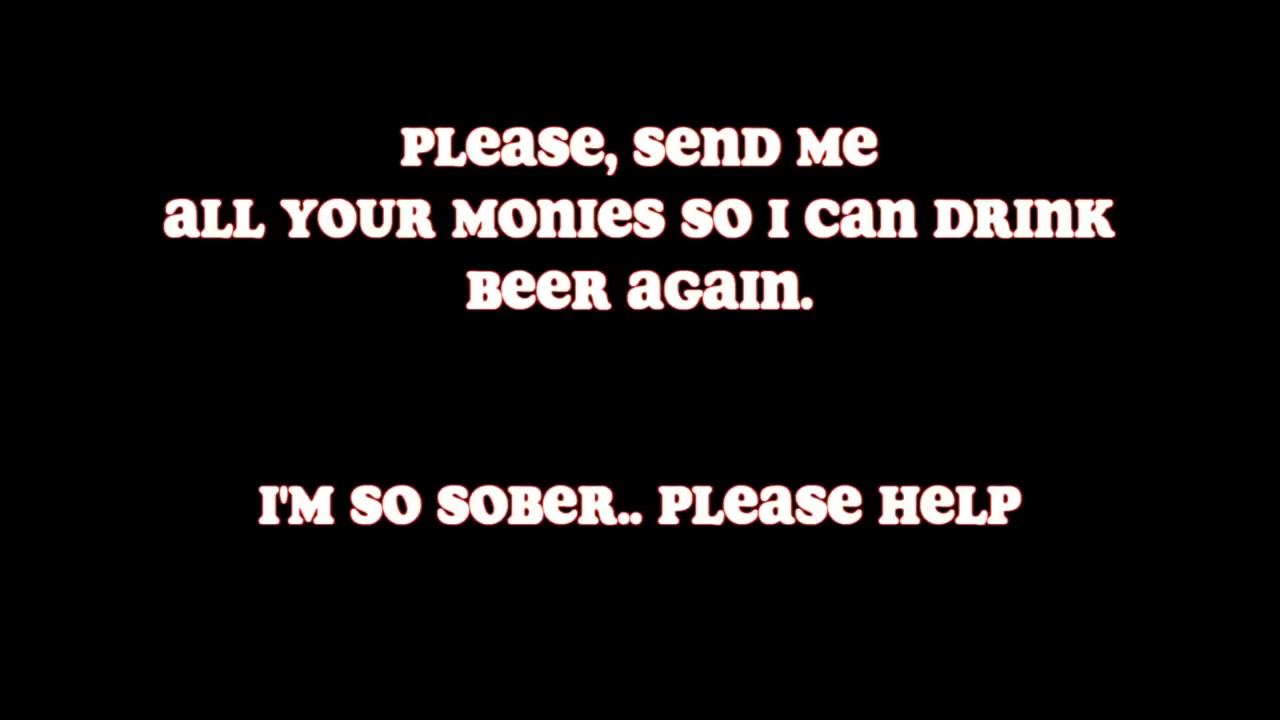 PLease, senD Me
aLL YOUR MOnIes sO I can DRInK
BeeR aGaIn.
I'M sO sOBeR.. PLease HeLP